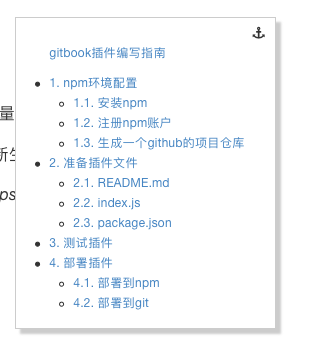 gitbook插件编写指南
1. npm环境配置
1.1. 安装npm
量
1.2. 注册npm账户
1.3. 生成一个github的项目仓库
2. 准备插件文件
2.1. README.md
ps
2.2. index.js
2.3. package.json
3. 测试插件
4. 部署插件
4.1. 部署到npm
4.2. 部署到git